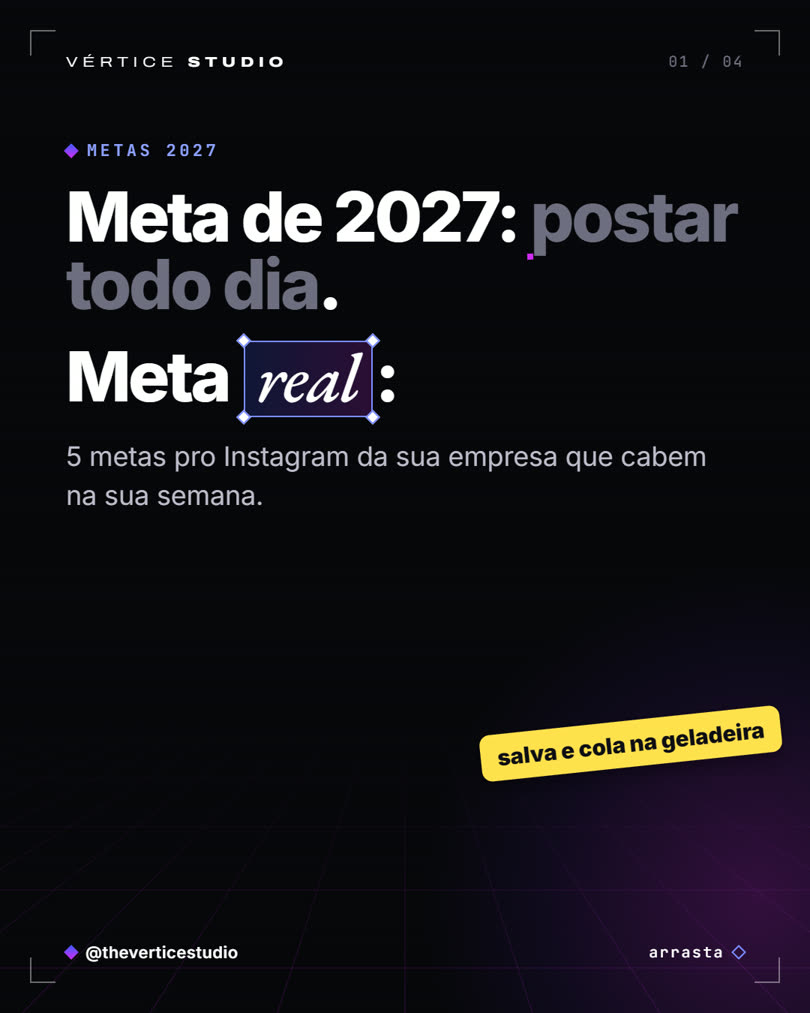 VÉRTICE STUDIO
01 / 04
METAS 2027
Meta de 2027: postar
todo dia.
Meta real:
5 metas pro Instagram da sua empresa que cabem
na sua semana.
salva e cola na geladeira
@theverticestudio
arrasta